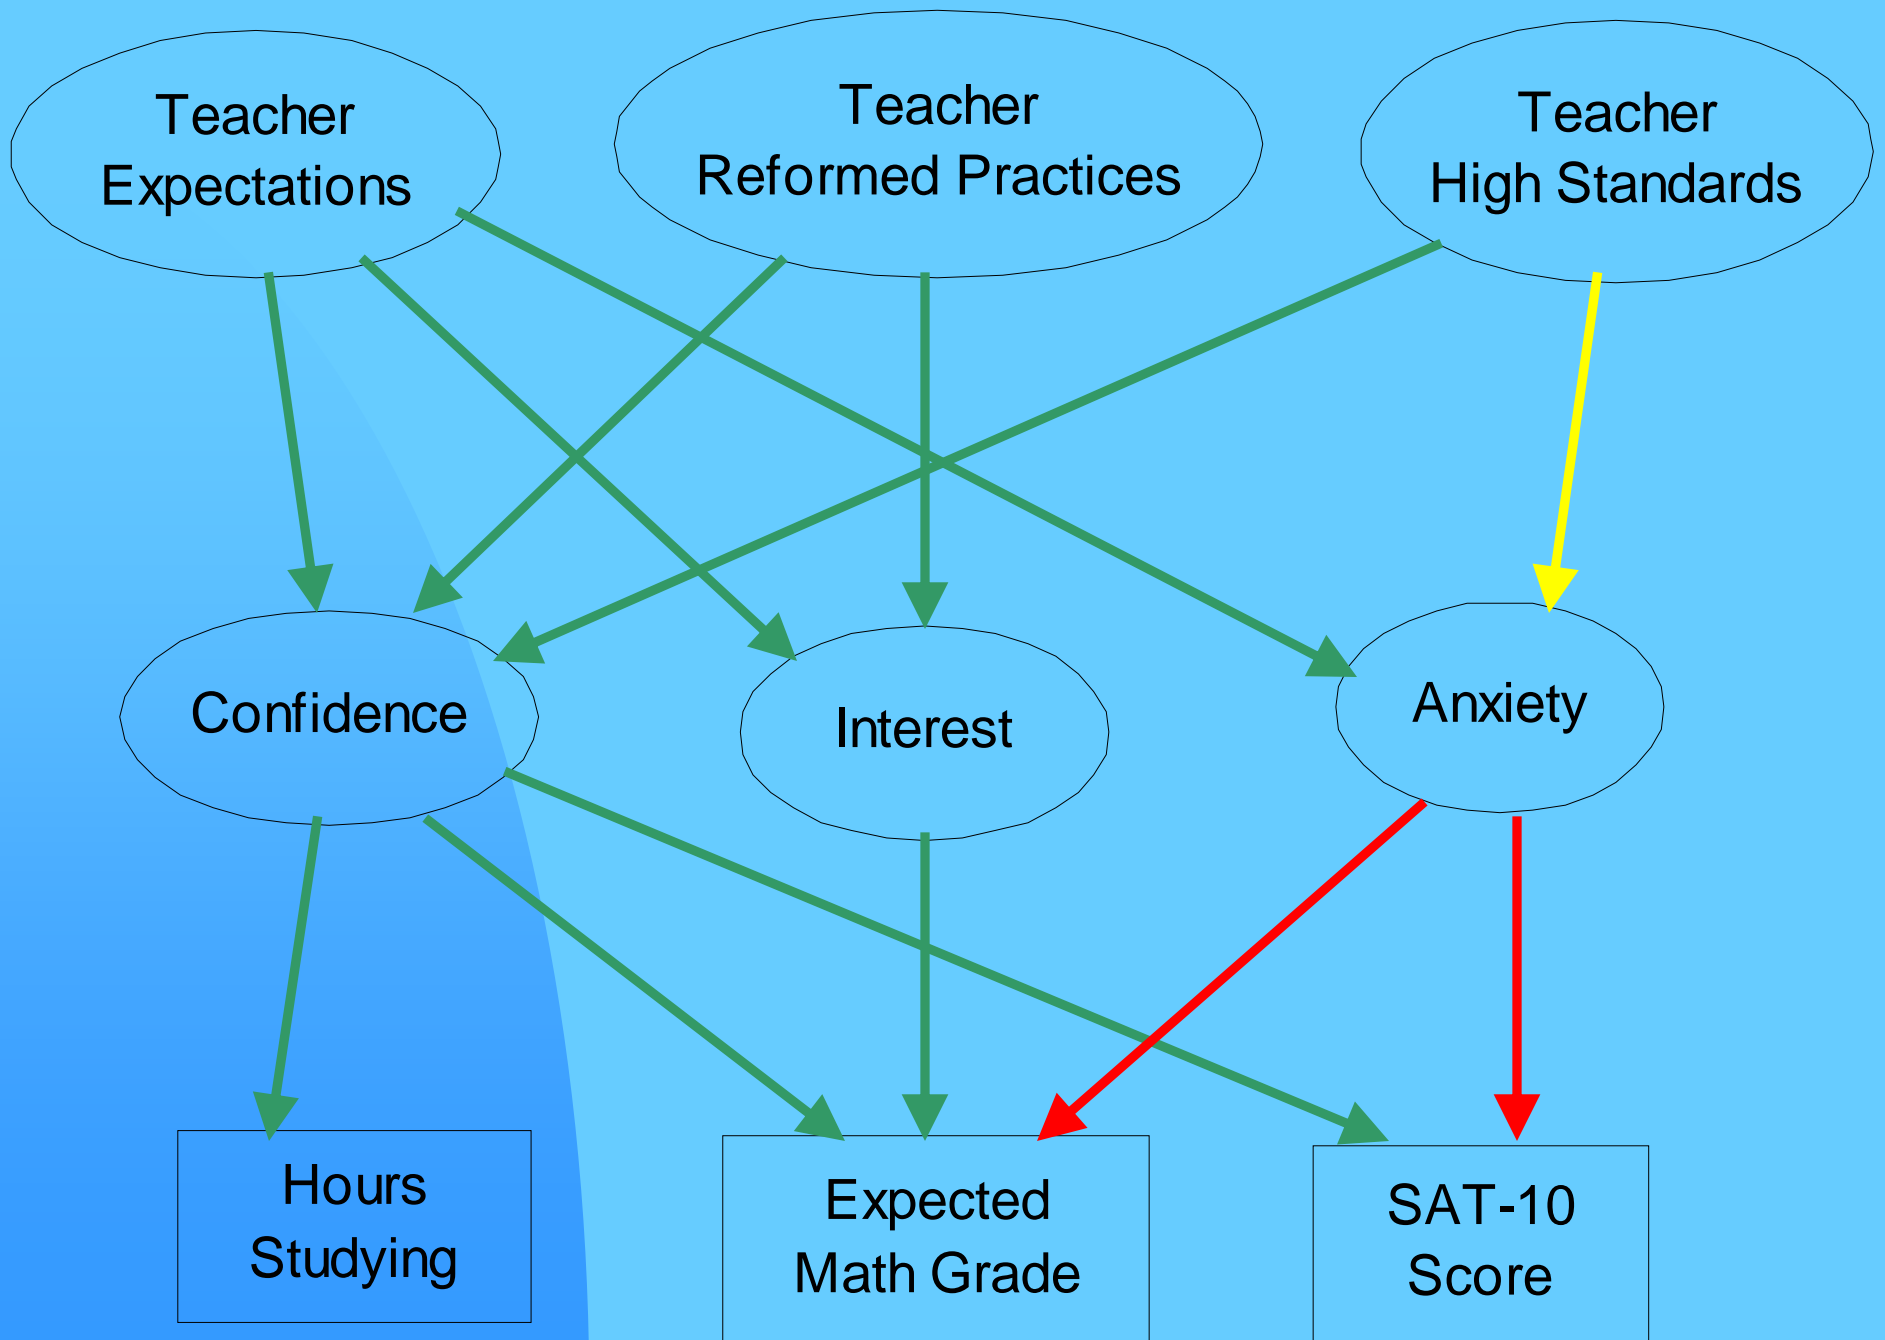 Teacher
Expectations
Teacher
Reformed Practices
Teacher
High Standards
Confidence
Interest
Anxiety
Hours
Studying
Expected
Math Grade
SAT-10
Score